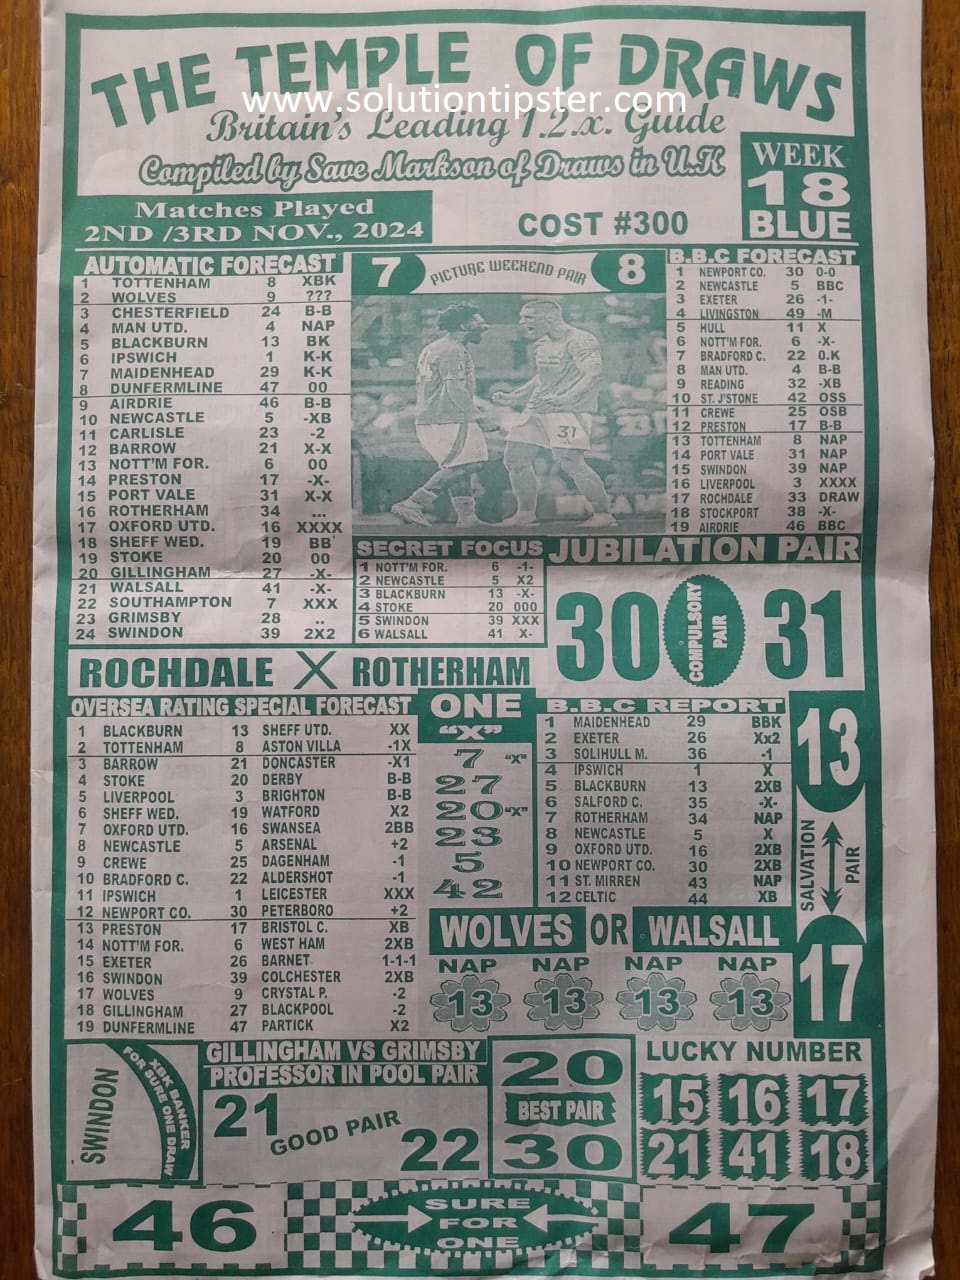 THE TEMPLE OF DRAWS
www.solutiontipster.com
Britain's Leading 1.2.x. Guide
Compiled by Save Markson of Draws in U.K
WEEK
18
BLUE
Matches Played
2ND /3RD NOV., 2024
COST #300
AUTOMATIC FORECAST
1 TOTTENHAM 8 XBK
2 WOLVES 9 ???
3 CHESTERFIELD 24 B-B
4 MAN UTD. 4 NAP
5 BLACKBURN 13 BK
6 IPSWICH 1 K-K
7 MAIDENHEAD 29 K-K
8 DUNFERMLINE 47 00
9 AIRDRIE 46 B-B
10 NEWCASTLE 5 -XB
11 CARLISLE 23 -2
12 BARROW 21 X-X
13 NOTT'M FOR. 6 00
14 PRESTON 17 -X-
15 PORT VALE 31 X-X
16 ROTHERHAM 34 ...
17 OXFORD UTD. 16 XXXX
18 SHEFF WED. 19 BB
19 STOKE 20 00
20 GILLINGHAM 27 -X-
21 WALSALL 41 -X-
22 SOUTHAMPTON 7 XXX
23 GRIMSBY 28 ..
24 SWINDON 39 2X2
7 PICTURE WEEKEND PAIR 8
31
B.B.C FORECAST
1 NEWPORT CO. 30 0-0
2 NEWCASTLE 5 BBC
3 EXETER 26 -1-
4 LIVINGSTON 49 -M
5 HULL 11 X
6 NOTT'M FOR. 6 -X-
7 BRADFORD C. 22 0.K
8 MAN UTD. 4 B-B
9 READING 32 -XB
10 ST. J'STONE 42 OSS
11 CREWE 25 OSB
12 PRESTON 17 B-B
13 TOTTENHAM 8 NAP
14 PORT VALE 31 NAP
15 SWINDON 39 NAP
16 LIVERPOOL 3 XXXX
17 ROCHDALE 33 DRAW
18 STOCKPORT 38 -X-
19 AIRDRIE 46 BBC
SECRET FOCUS
1 NOTT'M FOR. 6 -1-
2 NEWCASTLE 5 X2
3 BLACKBURN 13 -X-
4 STOKE 20 000
5 SWINDON 39 XXX
6 WALSALL 41 X-
JUBILATION PAIR
30 COMPULSORY PAIR 31
ROCHDALE X ROTHERHAM
OVERSEA RATING SPECIAL FORECAST
1 BLACKBURN 13 SHEFF UTD. XX
2 TOTTENHAM 8 ASTON VILLA -1X
3 BARROW 21 DONCASTER -X1
4 STOKE 20 DERBY B-B
5 LIVERPOOL 3 BRIGHTON B-B
6 SHEFF WED. 19 WATFORD X2
7 OXFORD UTD. 16 SWANSEA 2BB
8 NEWCASTLE 5 ARSENAL +2
9 CREWE 25 DAGENHAM -1
10 BRADFORD C. 22 ALDERSHOT -1
11 IPSWICH 1 LEICESTER XXX
12 NEWPORT CO. 30 PETERBORO +2
13 PRESTON 17 BRISTOL C. XB
14 NOTT'M FOR. 6 WEST HAM 2XB
15 EXETER 26 BARNET 1-1-1
16 SWINDON 39 COLCHESTER 2XB
17 WOLVES 9 CRYSTAL P. -2
18 GILLINGHAM 27 BLACKPOOL -2
19 DUNFERMLINE 47 PARTICK X2
ONE
"X"
7 "X"
27
20 "X"
23
5
42
B.B.C REPORT
1 MAIDENHEAD 29 BBK
2 EXETER 26 Xx2
3 SOLIHULL M. 36 -1
4 IPSWICH 1 X
5 BLACKBURN 13 2XB
6 SALFORD C. 35 -X-
7 ROTHERHAM 34 NAP
8 NEWCASTLE 5 X
9 OXFORD UTD. 16 2XB
10 NEWPORT CO. 30 2XB
11 ST. MIRREN 43 NAP
12 CELTIC 44 XB
13
SALVATION PAIR
17
WOLVES OR WALSALL
NAP NAP NAP NAP
13 13 13 13
SWINDON
XBK BANKER
FOR SURE ONE DRAW
GILLINGHAM VS GRIMSBY
PROFESSOR IN POOL PAIR
21 GOOD PAIR 22
20
BEST PAIR
30
LUCKY NUMBER
15 16 17
21 41 18
46 SURE FOR ONE 47